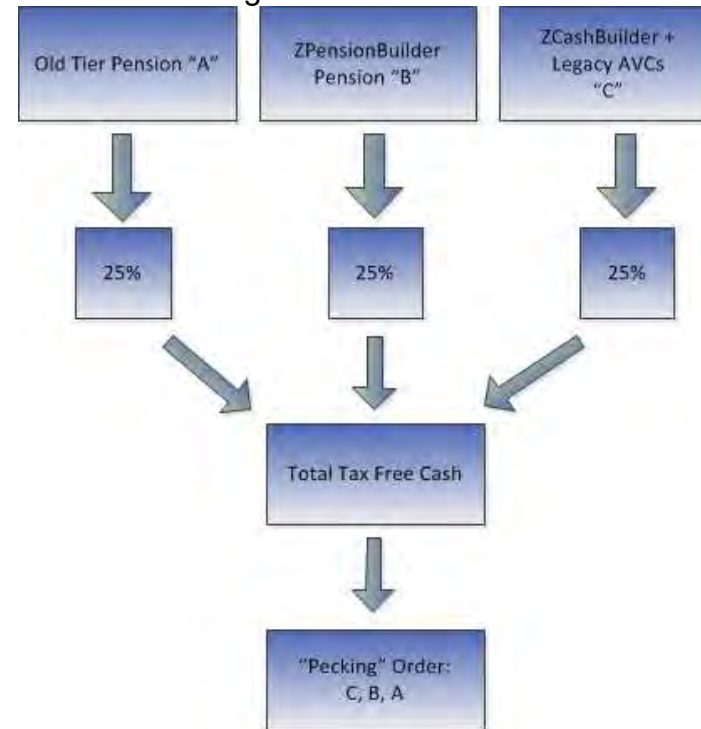 Old Tier Pension “A”
ZPensionBuilder
Pension “B”
ZCashBuilder +
Legacy AVCs
“C”
25%
25%
25%
Total Tax Free Cash
“Pecking” Order:
C, B, A